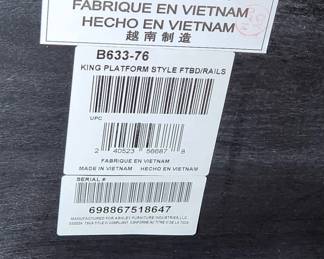 FABRIQUE EN VIETNAM
HECHO EN VIETNAM
越南制造
B633-76
KING PLATFORM STYLE FTBD/RAILS
UPC
2 40523 56687 8
FABRIQUE EN VIETNAM
MADE IN VIETNAM HECHO EN VIETNAM
SERIAL #
698867518647
MANUFACTURED FOR ASHLEY FURNITURE INDUSTRIES, LLC